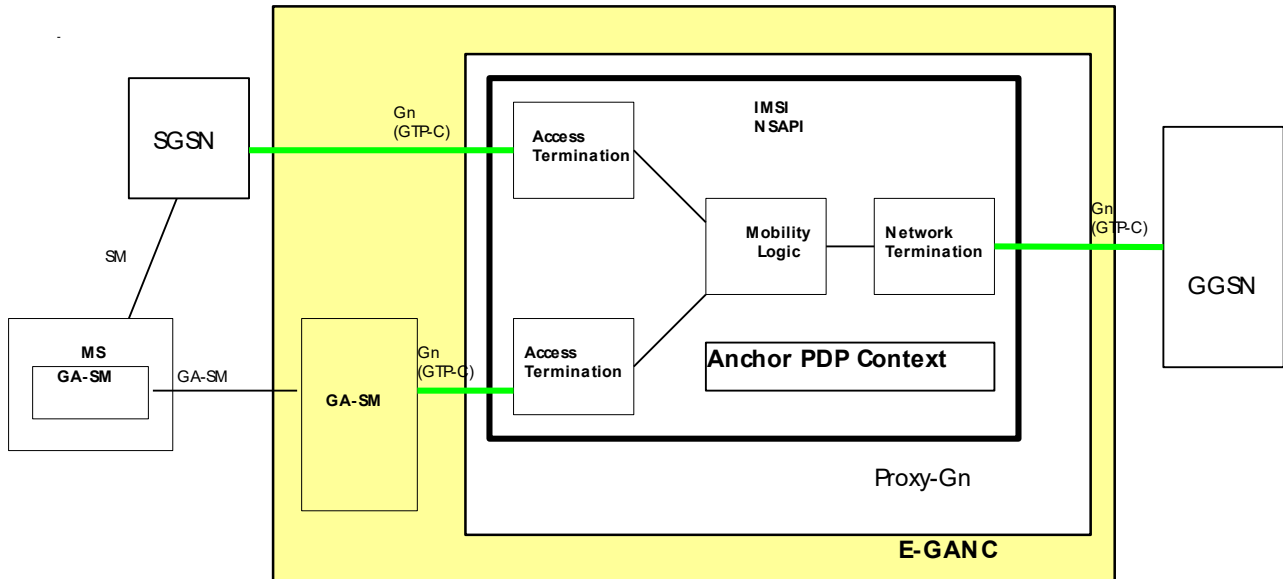 SGSN
Gn
(GTP-C)
Access
Termination
IMSI
NSAPI
SM
Mobility
Logic
Network
Termination
Gn
(GTP-C)
GGSN
MS
GA-SM
GA-SM
GA-SM
Gn
(GTP-C)
Access
Termination
Anchor PDP Context
Proxy-Gn
E-GANC